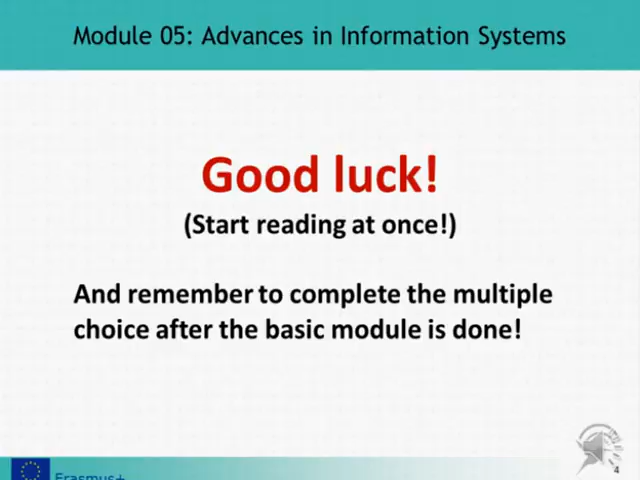 Module 05: Advances in Information Systems
Good luck!
(Start reading at once!)
And remember to complete the multiple
choice after the basic module is done!
4
Erasmus+